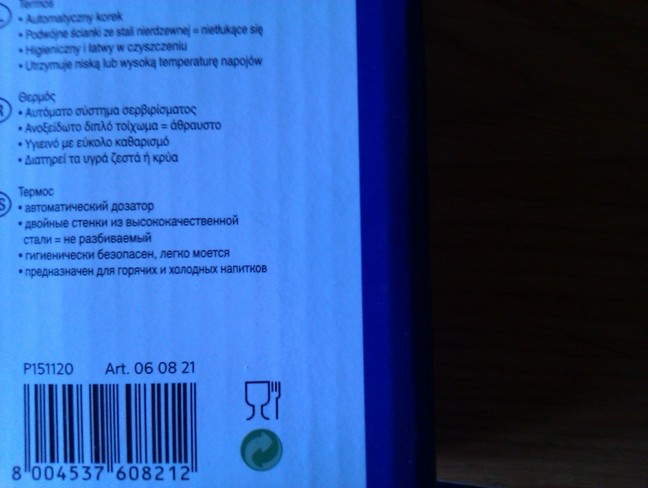 Termos
• Automatyczny korek
• Podwójne ścianki ze stali nierdzewnej = nietłukące się
• Higieniczny i łatwy w czyszczeniu
• Utrzymuje niską lub wysoką temperaturę napojów
Θερμός
• Αυτόματο σύστημα σερβιρίσματος
• Ανοξείδωτο διπλό τοίχωμα = άθραυστο
• Υγιεινό με εύκολο καθαρισμό
• Διατηρεί τα υγρά ζεστά ή κρύα
Термос
• автоматический дозатор
• двойные стенки из высококачественной
стали = не разбиваемый
• гигиенически безопасен, легко моется
• предназначен для горячих и холодных напитков
P151120 Art. 06 08 21
8 004537 608212